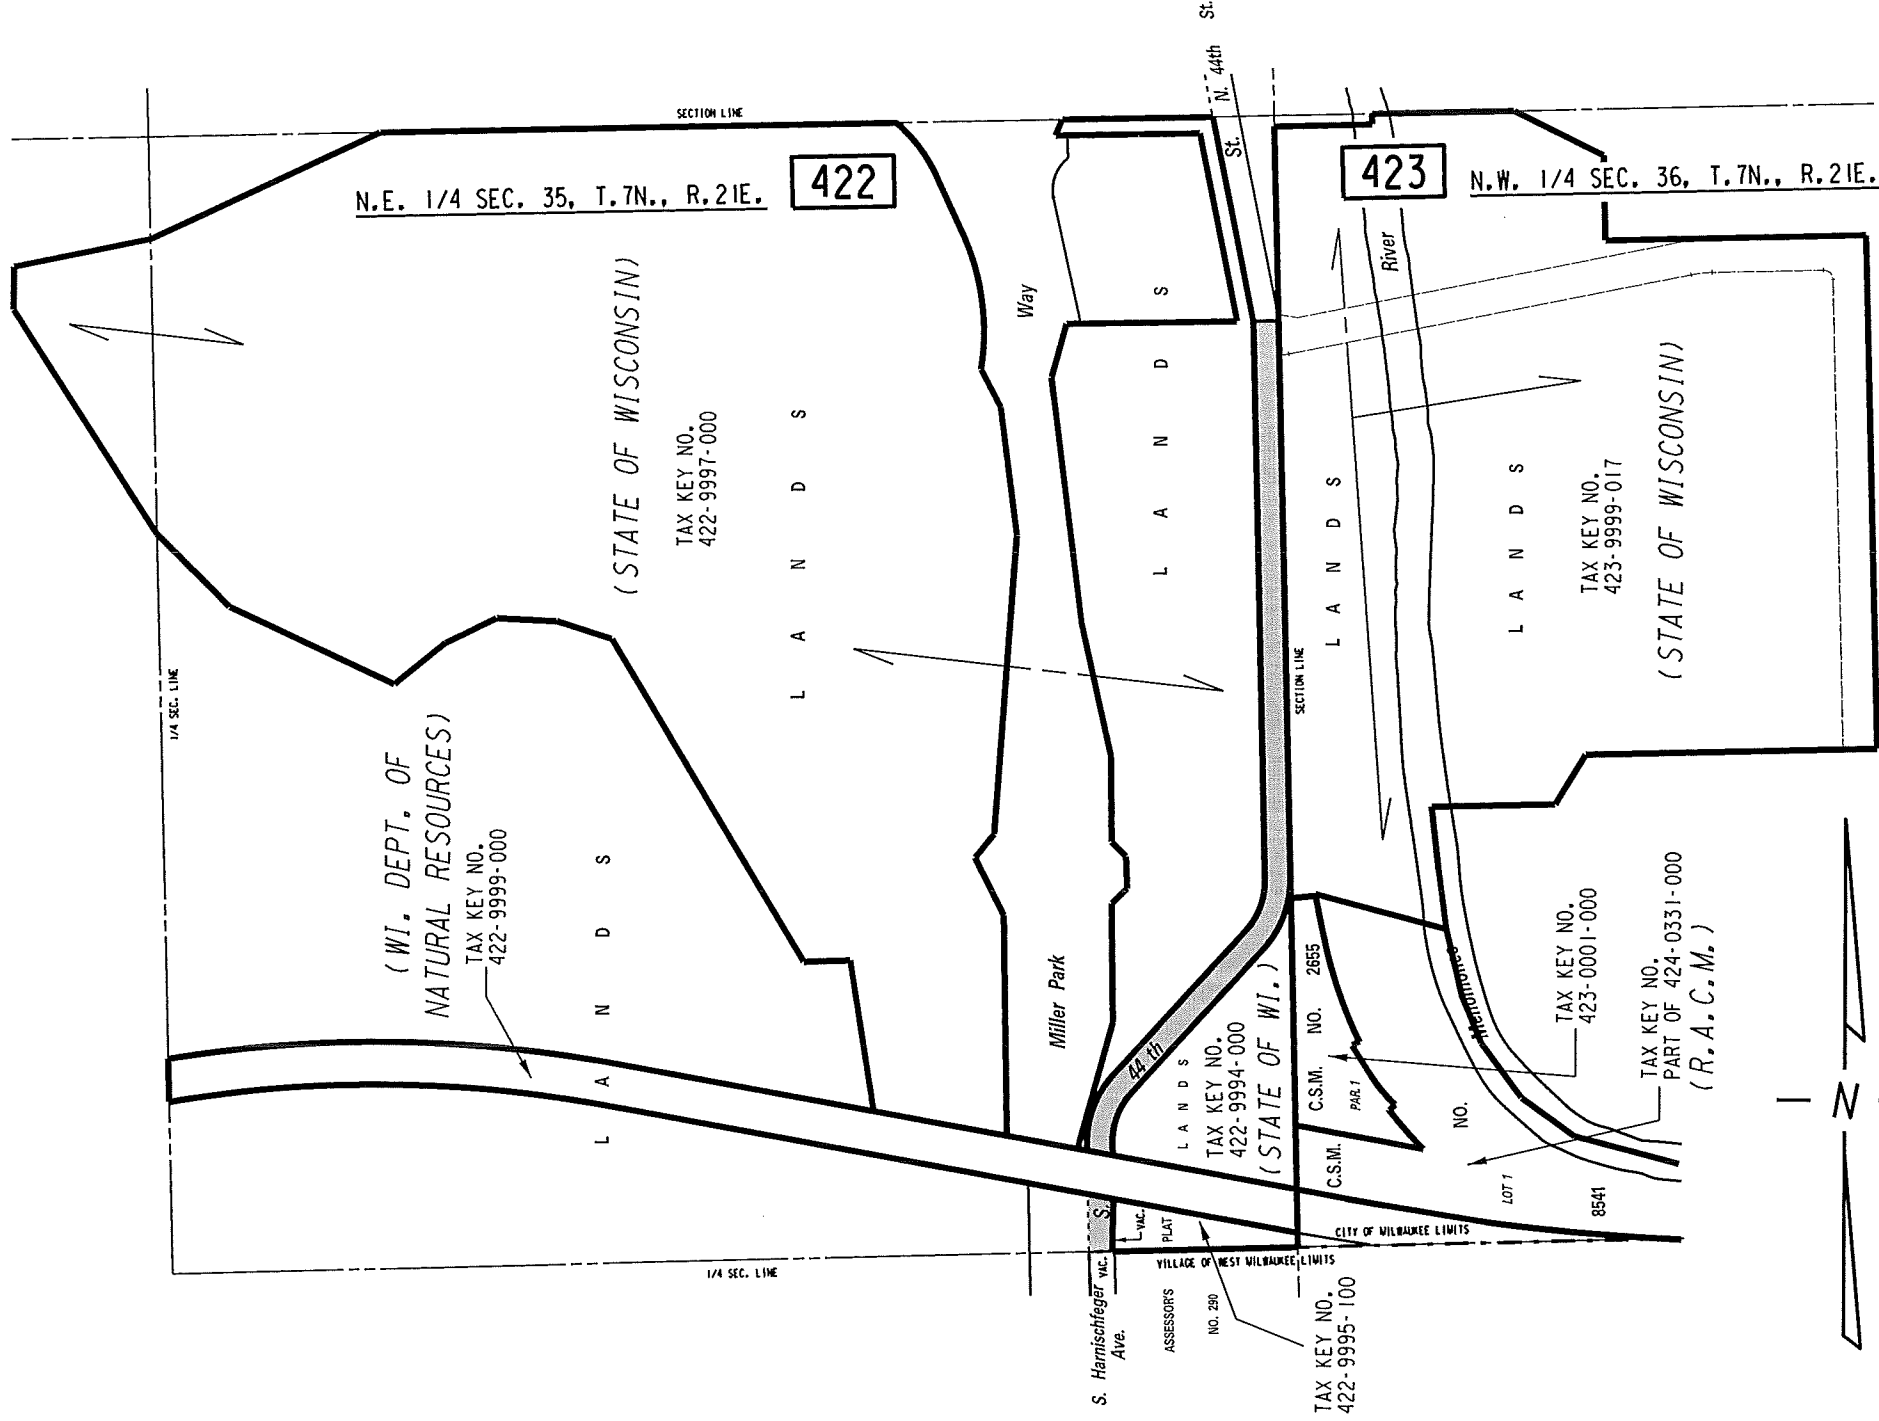 St.
N. 44th
St.
SECTION LINE
422
N.E. 1/4 SEC. 35, T.7N., R.21E.
423
N.W. 1/4 SEC. 36, T.7N., R.21E.
(STATE OF WISCONSIN)
TAX KEY NO.
422-9997-000
L A N D S
Way
L A N D S
River
L A N D S
SECTION LINE
L A N D S
TAX KEY NO.
423-9999-017
(STATE OF WISCONSIN)
1/4 SEC. LINE
(WI. DEPT. OF
NATURAL RESOURCES)
TAX KEY NO.
422-9999-000
L A N D S
Miller Park
S. 44 th
LANDS
TAX KEY NO.
422-9994-000
(STATE OF WI.)
C.S.M. NO. 2655
PAR.1
Menomonee
TAX KEY NO.
423-0001-000
TAX KEY NO.
PART OF 424-0331-000
(R.A.C.M.)
C.S.M. NO. 8541
LOT 1
CITY OF MILWAUKEE LIMITS
VILLAGE OF WEST MILWAUKEE LIMITS
1/4 SEC. LINE
VAC.
VAC.
S. Harnischfeger
Ave.
ASSESSOR'S PLAT
NO. 290
TAX KEY NO.
422-9995-100
N